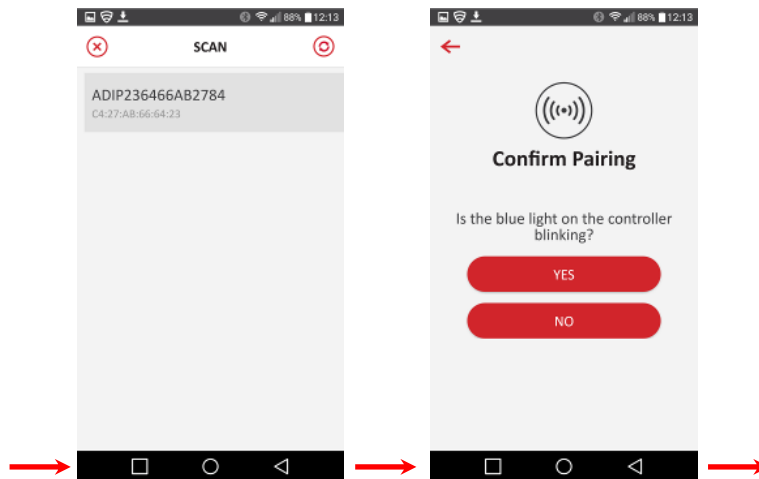 88% 12:13
SCAN
ADIP236466AB2784
C4:27:AB:66:64:23
88% 12:13
Confirm Pairing
Is the blue light on the controller
blinking?
YES
NO